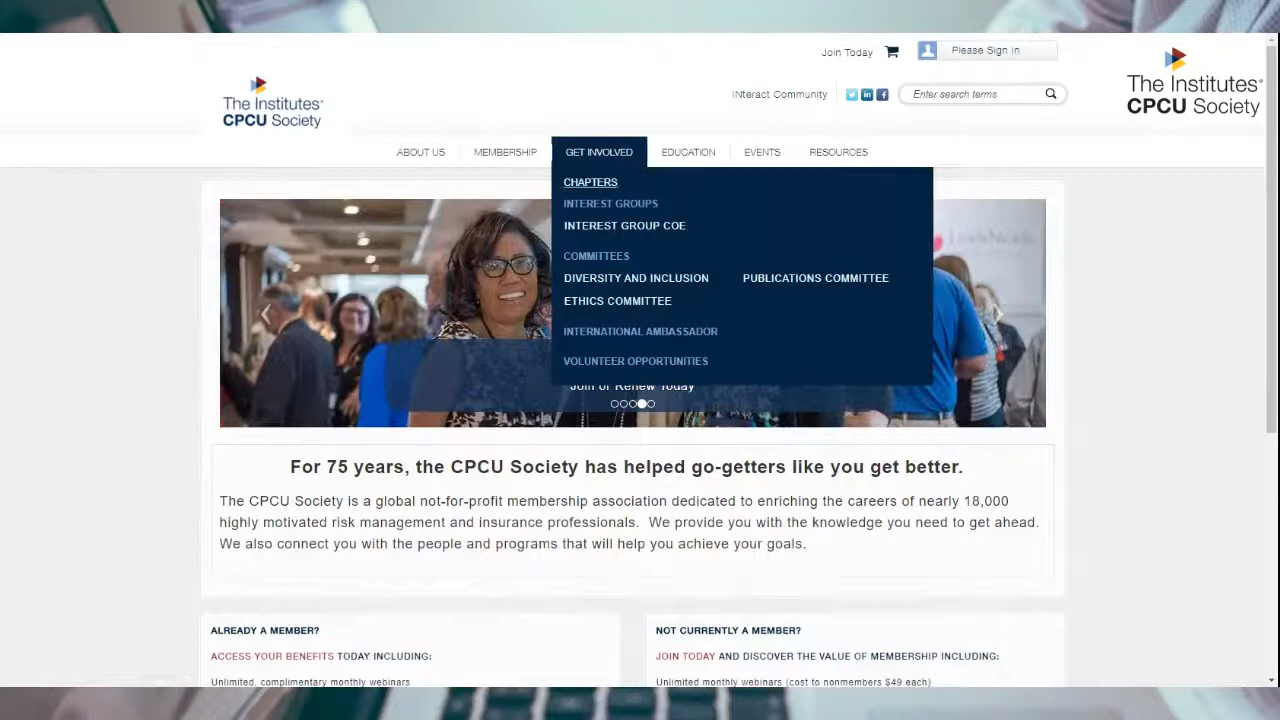 Join Today
Please Sign in
The Institutes
CPCU Society
INteract Community
Enter search terms
The Institutes
CPCU Society
ABOUT US
MEMBERSHIP
GET INVOLVED
EDUCATION
EVENTS
RESOURCES
CHAPTERS
INTEREST GROUPS
INTEREST GROUP COE
COMMITTEES
DIVERSITY AND INCLUSION
PUBLICATIONS COMMITTEE
ETHICS COMMITTEE
INTERNATIONAL AMBASSADOR
VOLUNTEER OPPORTUNITIES
Join or Renew Today
For 75 years, the CPCU Society has helped go-getters like you get better.
The CPCU Society is a global not-for-profit membership association dedicated to enriching the careers of nearly 18,000
highly motivated risk management and insurance professionals. We provide you with the knowledge you need to get ahead.
We also connect you with the people and programs that will help you achieve your goals.
ALREADY A MEMBER?
ACCESS YOUR BENEFITS TODAY INCLUDING:
Unlimited, complimentary monthly webinars
NOT CURRENTLY A MEMBER?
JOIN TODAY AND DISCOVER THE VALUE OF MEMBERSHIP INCLUDING:
Unlimited monthly webinars (cost to nonmembers $49 each)